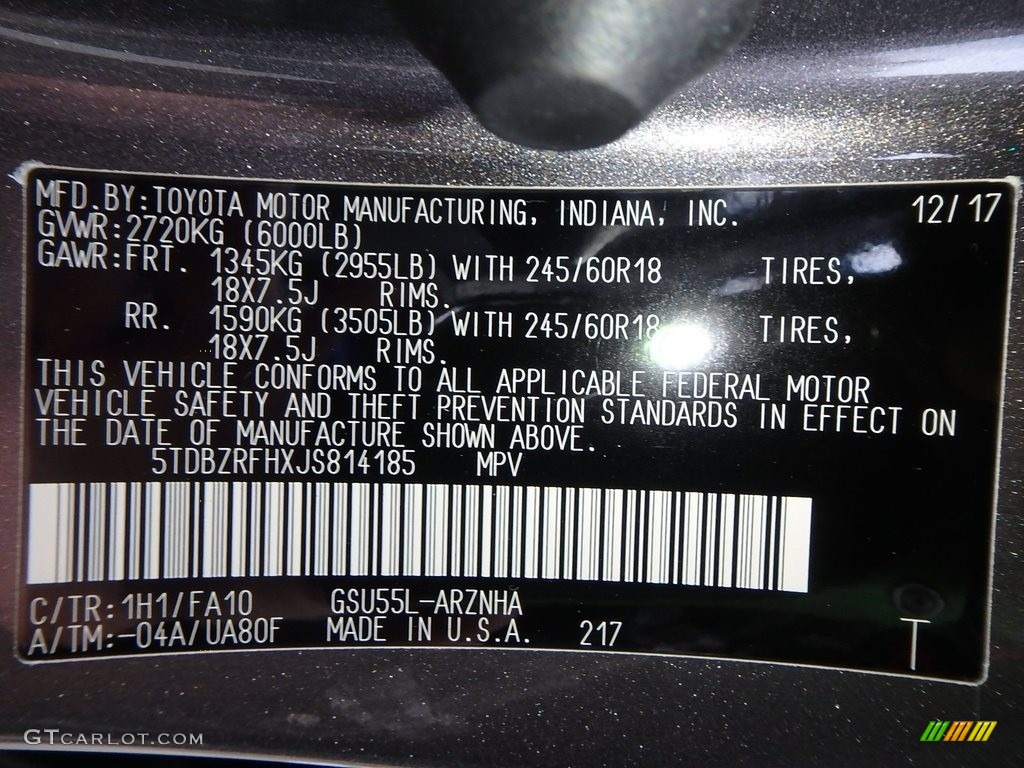 MFD.BY:TOYOTA MOTOR MANUFACTURING, INDIANA, INC. 12/17
GVWR:2720KG (6000LB)
GAWR:FRT. 1345KG (2955LB) WITH 245/60R18 TIRES,
18X7.5J RIMS.
RR. 1590KG (3505LB) WITH 245/60R18 TIRES,
18X7.5J RIMS.
THIS VEHICLE CONFORMS TO ALL APPLICABLE FEDERAL MOTOR
VEHICLE SAFETY AND THEFT PREVENTION STANDARDS IN EFFECT ON
THE DATE OF MANUFACTURE SHOWN ABOVE.
5TDBZRFHXJS814185 MPV
C/TR:1H1/FA10 GSU55L-ARZNHA
A/TM:-04A/UA80F MADE IN U.S.A. 217
T
GTCARLOT.COM